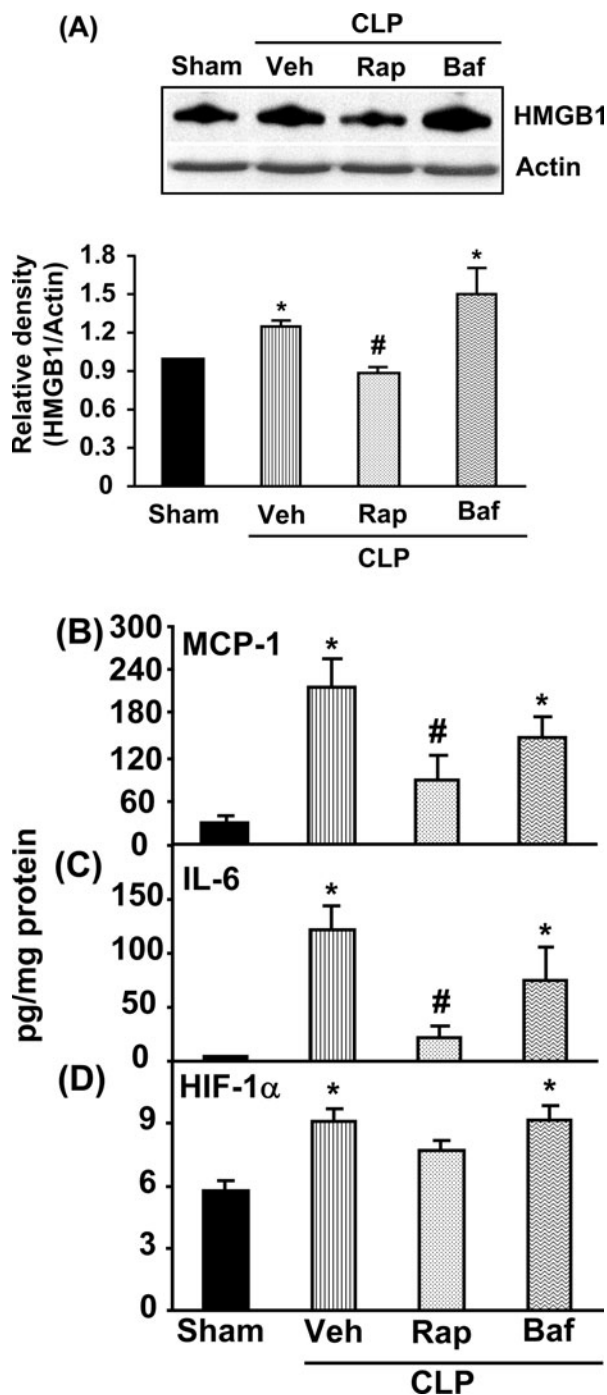 (A)
CLP
Sham Veh Rap Baf
HMGB1
Actin
Relative density
(HMGB1/Actin)
1.8
1.5
1.2
0.9
0.6
0.3
0
* # *
Sham Veh Rap Baf
CLP
pg/mg protein
(B)
MCP-1
300
240
180
120
60
0
* # *
(C)
IL-6
150
100
50
0
* # *
(D)
HIF-1α
9
6
3
0
* *
Sham Veh Rap Baf
CLP